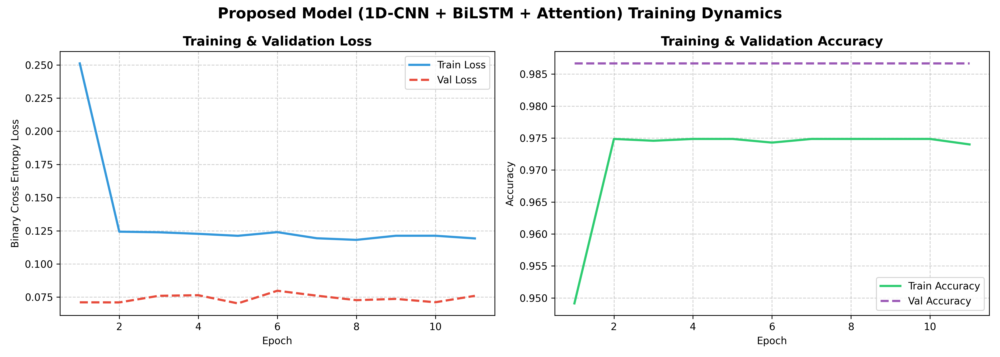 Proposed Model (1D-CNN + BiLSTM + Attention) Training Dynamics
Training & Validation Loss
Binary Cross Entropy Loss
0.250
0.225
0.200
0.175
0.150
0.125
0.100
0.075
Train Loss
Val Loss
2 4 6 8 10
Epoch
Training & Validation Accuracy
Accuracy
0.985
0.980
0.975
0.970
0.965
0.960
0.955
0.950
Train Accuracy
Val Accuracy
2 4 6 8 10
Epoch